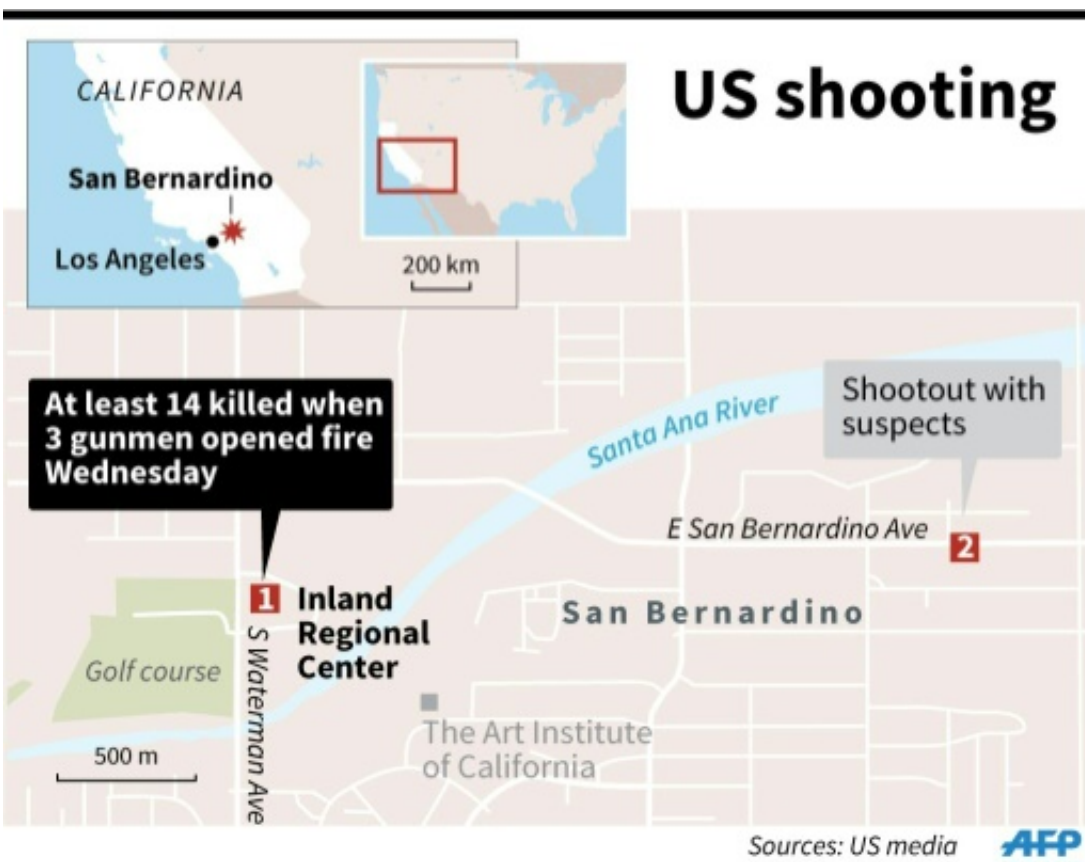 US shooting
CALIFORNIA
San Bernardino
Los Angeles
200 km
At least 14 killed when
3 gunmen opened fire
Wednesday
Santa Ana River
Shootout with
suspects
E San Bernardino Ave
2
1
Inland
Regional
Center
San Bernardino
Golf course
S Waterman Ave
The Art Institute
of California
500 m
Sources: US media
AFP